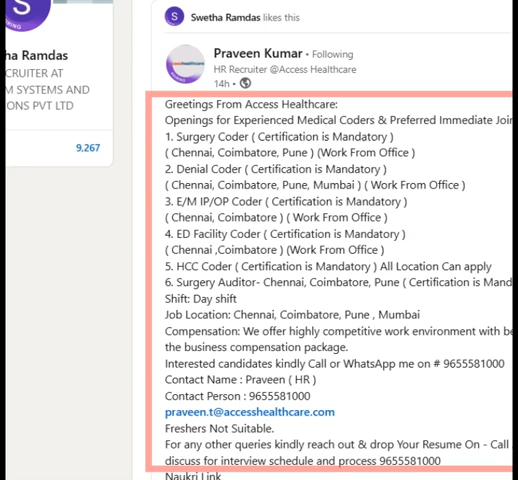 S
Swetha Ramdas likes this
ha Ramdas
CRUITER AT
M SYSTEMS AND
ONS PVT LTD
9,267
Praveen Kumar • Following
HR Recruiter @Access Healthcare
14h •
Greetings From Access Healthcare:
Openings for Experienced Medical Coders & Preferred Immediate Join
1. Surgery Coder ( Certification is Mandatory )
( Chennai, Coimbatore, Pune ) (Work From Office )
2. Denial Coder ( Certification is Mandatory )
( Chennai, Coimbatore, Pune, Mumbai ) ( Work From Office )
3. E/M IP/OP Coder ( Certification is Mandatory )
( Chennai, Coimbatore ) ( Work From Office )
4. ED Facility Coder ( Certification is Mandatory )
( Chennai ,Coimbatore ) (Work From Office )
5. HCC Coder ( Certification is Mandatory ) All Location Can apply
6. Surgery Auditor- Chennai, Coimbatore, Pune ( Certification is Mand
Shift: Day shift
Job Location: Chennai, Coimbatore, Pune , Mumbai
Compensation: We offer highly competitive work environment with be
the business compensation package.
Interested candidates kindly Call or WhatsApp me on # 9655581000
Contact Name : Praveen ( HR )
Contact Person : 9655581000
praveen.t@accesshealthcare.com
Freshers Not Suitable.
For any other queries kindly reach out & drop Your Resume On - Call
discuss for interview schedule and process 9655581000
Naukri Link